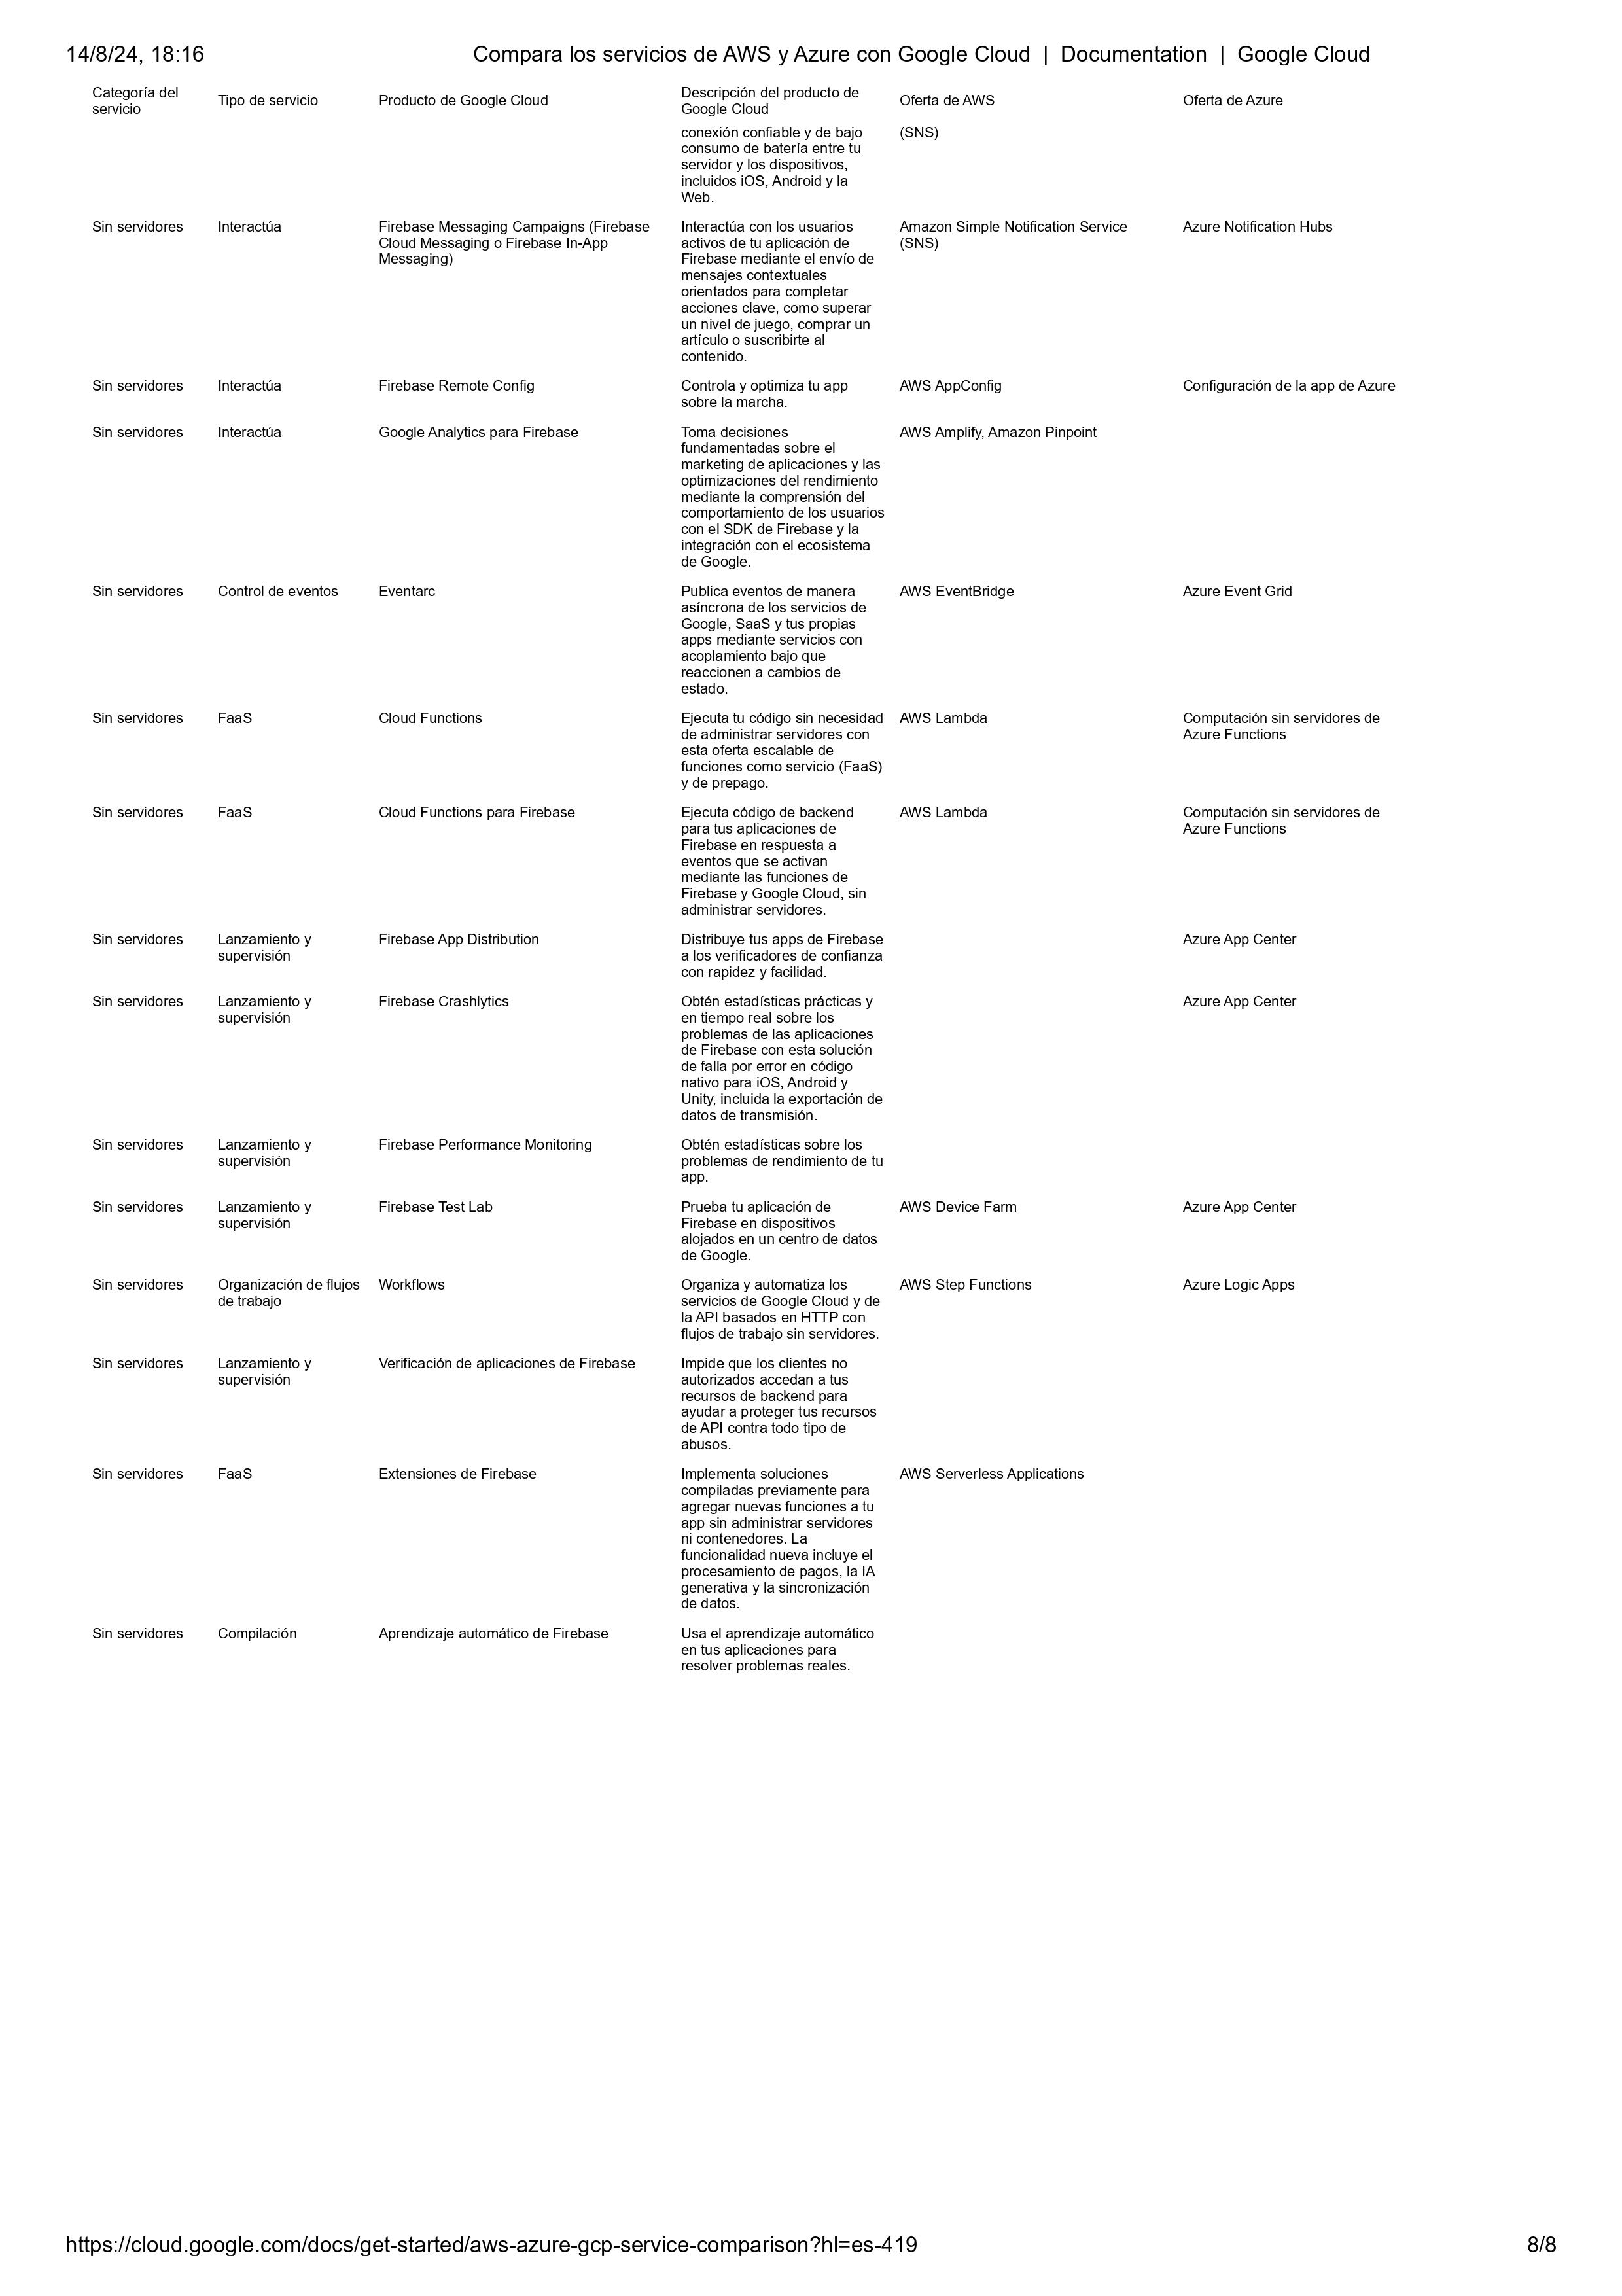 14/8/24, 18:16 Compara los servicios de AWS y Azure con Google Cloud | Documentation | Google Cloud
Categoría del
servicio
Tipo de servicio
Producto de Google Cloud
Descripción del producto de
Google Cloud
Oferta de AWS
Oferta de Azure
conexión confiable y de bajo
consumo de batería entre tu
servidor y los dispositivos,
incluidos iOS, Android y la
Web.
(SNS)
Sin servidores
Interactúa
Firebase Messaging Campaigns (Firebase
Cloud Messaging o Firebase In-App
Messaging)
Interactúa con los usuarios
activos de tu aplicación de
Firebase mediante el envío de
mensajes contextuales
orientados para completar
acciones clave, como superar
un nivel de juego, comprar un
artículo o suscribirte al
contenido.
Amazon Simple Notification Service
(SNS)
Azure Notification Hubs
Sin servidores
Interactúa
Firebase Remote Config
Controla y optimiza tu app
sobre la marcha.
AWS AppConfig
Configuración de la app de Azure
Sin servidores
Interactúa
Google Analytics para Firebase
Toma decisiones
fundamentadas sobre el
marketing de aplicaciones y las
optimizaciones del rendimiento
mediante la comprensión del
comportamiento de los usuarios
con el SDK de Firebase y la
integración con el ecosistema
de Google.
AWS Amplify, Amazon Pinpoint
Sin servidores
Control de eventos
Eventarc
Publica eventos de manera
asíncrona de los servicios de
Google, SaaS y tus propias
apps mediante servicios con
acoplamiento bajo que
reaccionen a cambios de
estado.
AWS EventBridge
Azure Event Grid
Sin servidores
FaaS
Cloud Functions
Ejecuta tu código sin necesidad
de administrar servidores con
esta oferta escalable de
funciones como servicio (FaaS)
y de prepago.
AWS Lambda
Computación sin servidores de
Azure Functions
Sin servidores
FaaS
Cloud Functions para Firebase
Ejecuta código de backend
para tus aplicaciones de
Firebase en respuesta a
eventos que se activan
mediante las funciones de
Firebase y Google Cloud, sin
administrar servidores.
AWS Lambda
Computación sin servidores de
Azure Functions
Sin servidores
Lanzamiento y
supervisión
Firebase App Distribution
Distribuye tus apps de Firebase
a los verificadores de confianza
con rapidez y facilidad.
Azure App Center
Sin servidores
Lanzamiento y
supervisión
Firebase Crashlytics
Obtén estadísticas prácticas y
en tiempo real sobre los
problemas de las aplicaciones
de Firebase con esta solución
de falla por error en código
nativo para iOS, Android y
Unity, incluida la exportación de
datos de transmisión.
Azure App Center
Sin servidores
Lanzamiento y
supervisión
Firebase Performance Monitoring
Obtén estadísticas sobre los
problemas de rendimiento de tu
app.
Sin servidores
Lanzamiento y
supervisión
Firebase Test Lab
Prueba tu aplicación de
Firebase en dispositivos
alojados en un centro de datos
de Google.
AWS Device Farm
Azure App Center
Sin servidores
Organización de flujos
de trabajo
Workflows
Organiza y automatiza los
servicios de Google Cloud y de
la API basados en HTTP con
flujos de trabajo sin servidores.
AWS Step Functions
Azure Logic Apps
Sin servidores
Lanzamiento y
supervisión
Verificación de aplicaciones de Firebase
Impide que los clientes no
autorizados accedan a tus
recursos de backend para
ayudar a proteger tus recursos
de API contra todo tipo de
abusos.
Sin servidores
FaaS
Extensiones de Firebase
Implementa soluciones
compiladas previamente para
agregar nuevas funciones a tu
app sin administrar servidores
ni contenedores. La
funcionalidad nueva incluye el
procesamiento de pagos, la IA
generativa y la sincronización
de datos.
AWS Serverless Applications
Sin servidores
Compilación
Aprendizaje automático de Firebase
Usa el aprendizaje automático
en tus aplicaciones para
resolver problemas reales.
https://cloud.google.com/docs/get-started/aws-azure-gcp-service-comparison?hl=es-419 8/8